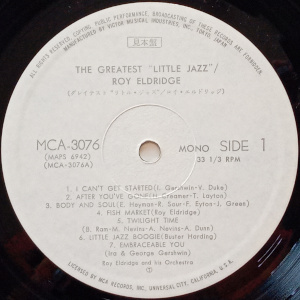 ALL RIGHTS RESERVED. UNAUTHORIZED COPYING, PUBLIC PERFORMANCE, BROADCASTING OF THESE RECORDS ARE FORBIDDEN.
MANUFACTURED BY VICTOR MUSICAL INDUSTRIES, INC. TOKYO, JAPAN
見本盤
THE GREATEST "LITTLE JAZZ"/
ROY ELDRIDGE
MCA-3076
(MAPS 6942)
(MCA-3076A)
MONO SIDE 1
33 1/3 RPM
1. I CAN'T GET STARTED(I. Gershwin-V. Duke)
2. AFTER YOU'VE GONE(H. Creamer-T. Layton)
3. BODY AND SOUL(E. Heyman-R. Sour-F. Eyton-J. Green)
4. FISH MARKET(Roy Eldridge)
5. TWILIGHT TIME
(B. Ram-M. Nevins-A. Nevins-A. Dunn)
6. LITTLE JAZZ BOOGIE(Buster Harding)
7. EMBRACEABLE YOU
(Ira & George Gershwin)
Roy Eldridge and his Orchestra
LICENSED BY MCA RECORDS, INC., UNIVERSAL CITY, CALIFORNIA, U.S.A.